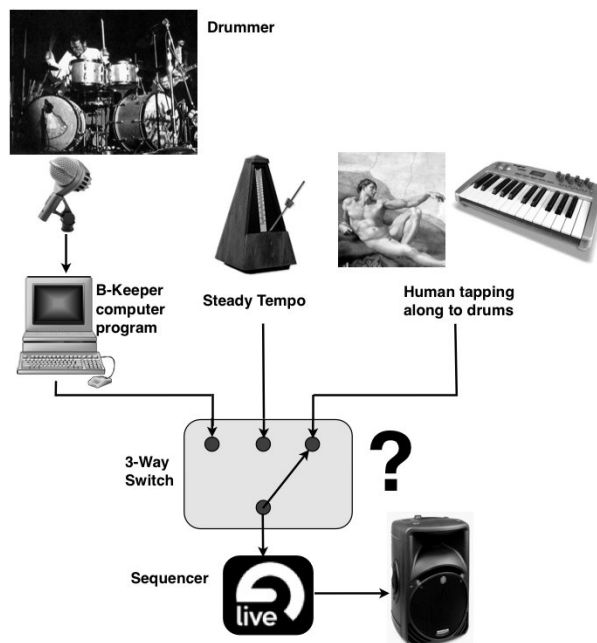 Drummer
B-Keeper
computer
program
Steady Tempo
Human tapping
along to drums
3-Way
Switch
?
Sequencer
live